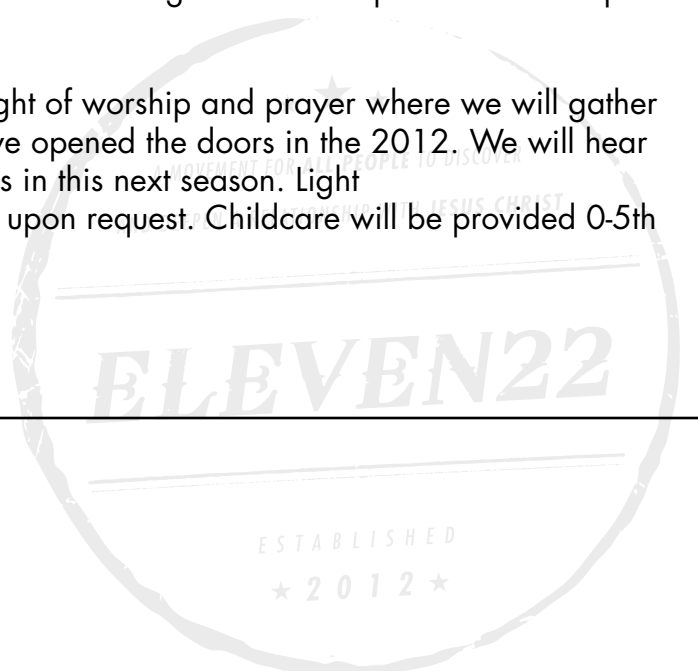 ght of worship and prayer where we will gather
ve opened the doors in the 2012. We will hear
A MOVEMENT FOR ALL PEOPLE TO DISCOVER
s in this next season. Light
upon request. Childcare will be provided 0-5th
RELATIONSHIP WITH JESUS CHRIST
ELEVEN22
ESTABLISHED
★ 2012 ★